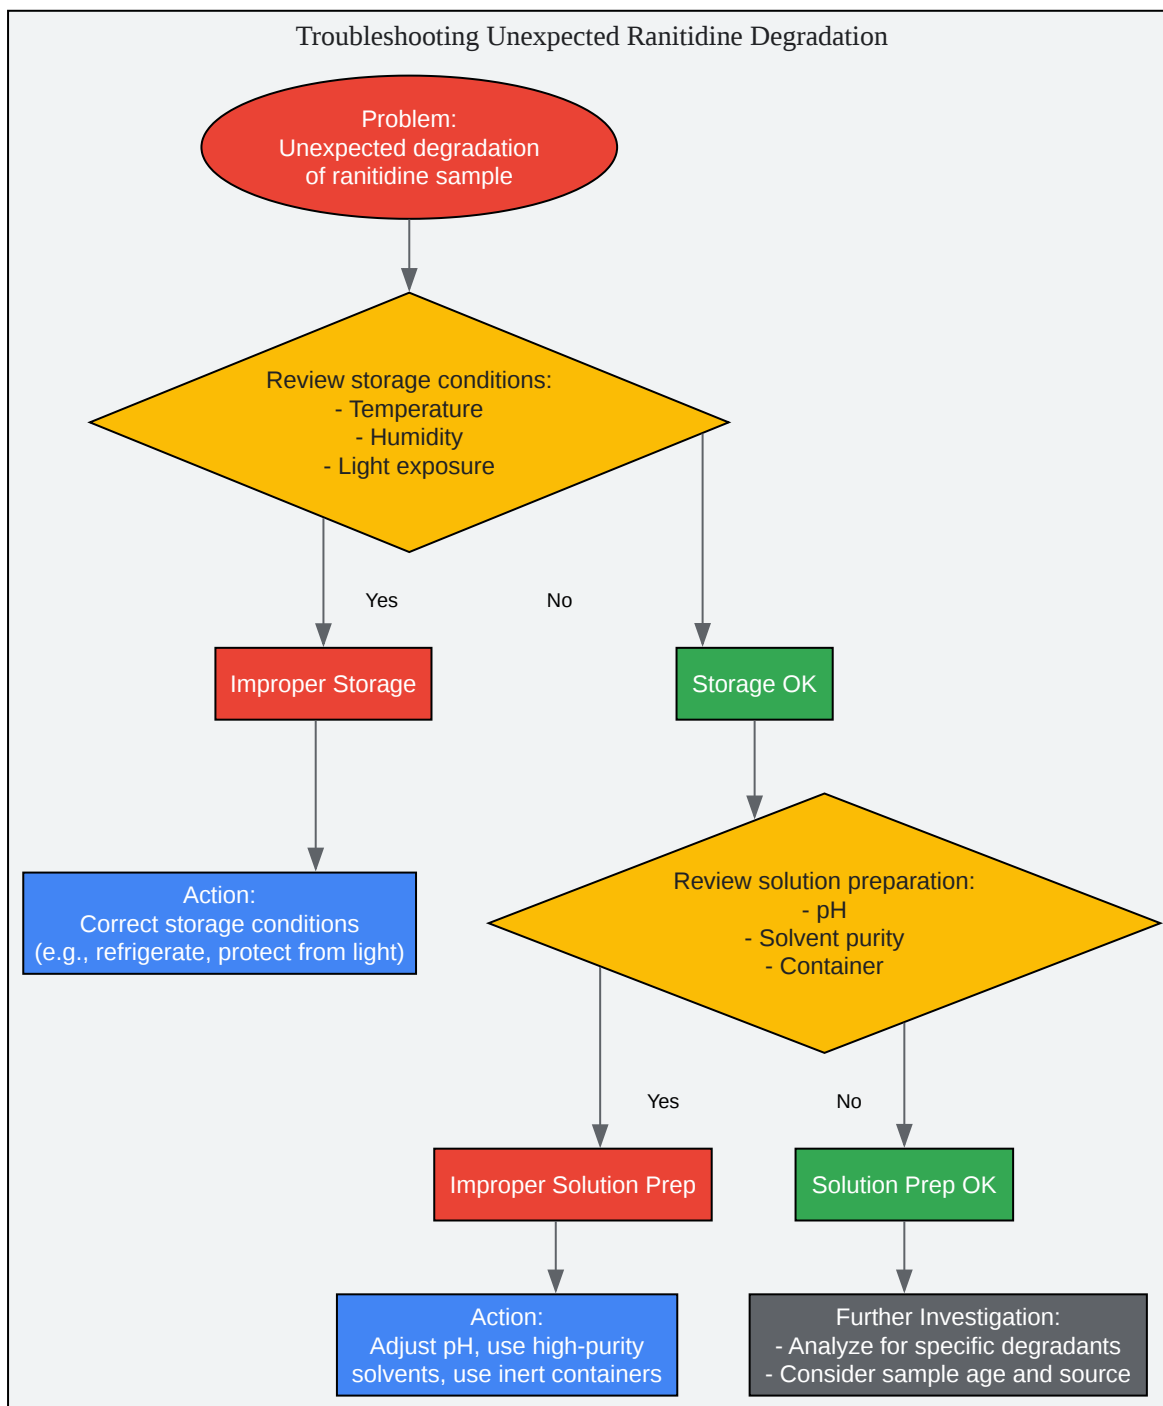 Troubleshooting Unexpected Ranitidine Degradation
Problem:
Unexpected degradation
of ranitidine sample
Review storage conditions:
- Temperature
- Humidity
- Light exposure
Yes
No
Improper Storage
Storage OK
Action:
Correct storage conditions
(e.g., refrigerate, protect from light)
Review solution preparation:
- pH
- Solvent purity
- Container
Yes
No
Improper Solution Prep
Solution Prep OK
Action:
Adjust pH, use high-purity
solvents, use inert containers
Further Investigation:
- Analyze for specific degradants
- Consider sample age and source